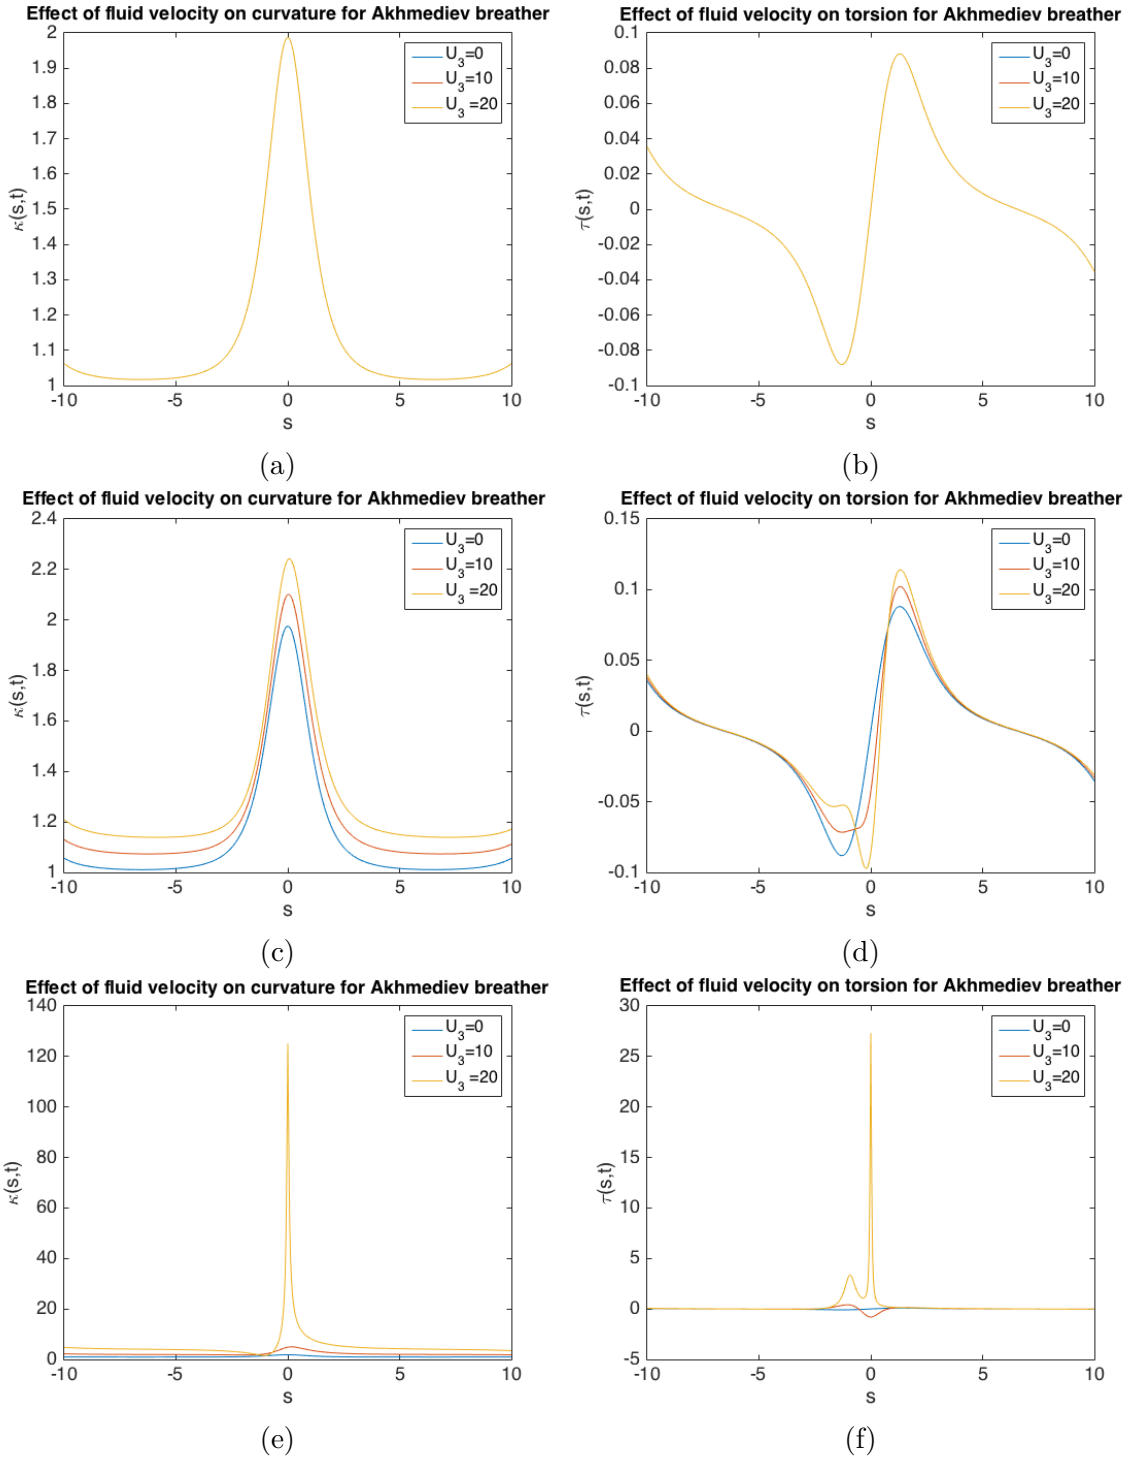 Effect of fluid velocity on curvature for Akhmediev breather
2
1.9
1.8
1.7
1.6
1.5
1.4
1.3
1.2
1.1
1
κ(s,t)
-10 -5 0 5 10
s
U3=0
U3=10
U3 =20
(a)
Effect of fluid velocity on torsion for Akhmediev breather
0.1
0.08
0.06
0.04
0.02
0
-0.02
-0.04
-0.06
-0.08
-0.1
τ(s,t)
-10 -5 0 5 10
s
U3=0
U3=10
U3=20
(b)
Effect of fluid velocity on curvature for Akhmediev breather
2.4
2.2
2
1.8
1.6
1.4
1.2
1
κ(s,t)
-10 -5 0 5 10
s
U3=0
U3=10
U3 =20
(c)
Effect of fluid velocity on torsion for Akhmediev breather
0.15
0.1
0.05
0
-0.05
-0.1
τ(s,t)
-10 -5 0 5 10
s
U3=0
U3=10
U3=20
(d)
Effect of fluid velocity on curvature for Akhmediev breather
140
120
100
80
60
40
20
0
κ(s,t)
-10 -5 0 5 10
s
U3=0
U3=10
U3 =20
(e)
Effect of fluid velocity on torsion for Akhmediev breather
30
25
20
15
10
5
0
-5
τ(s,t)
-10 -5 0 5 10
s
U3=0
U3=10
U3=20
(f)